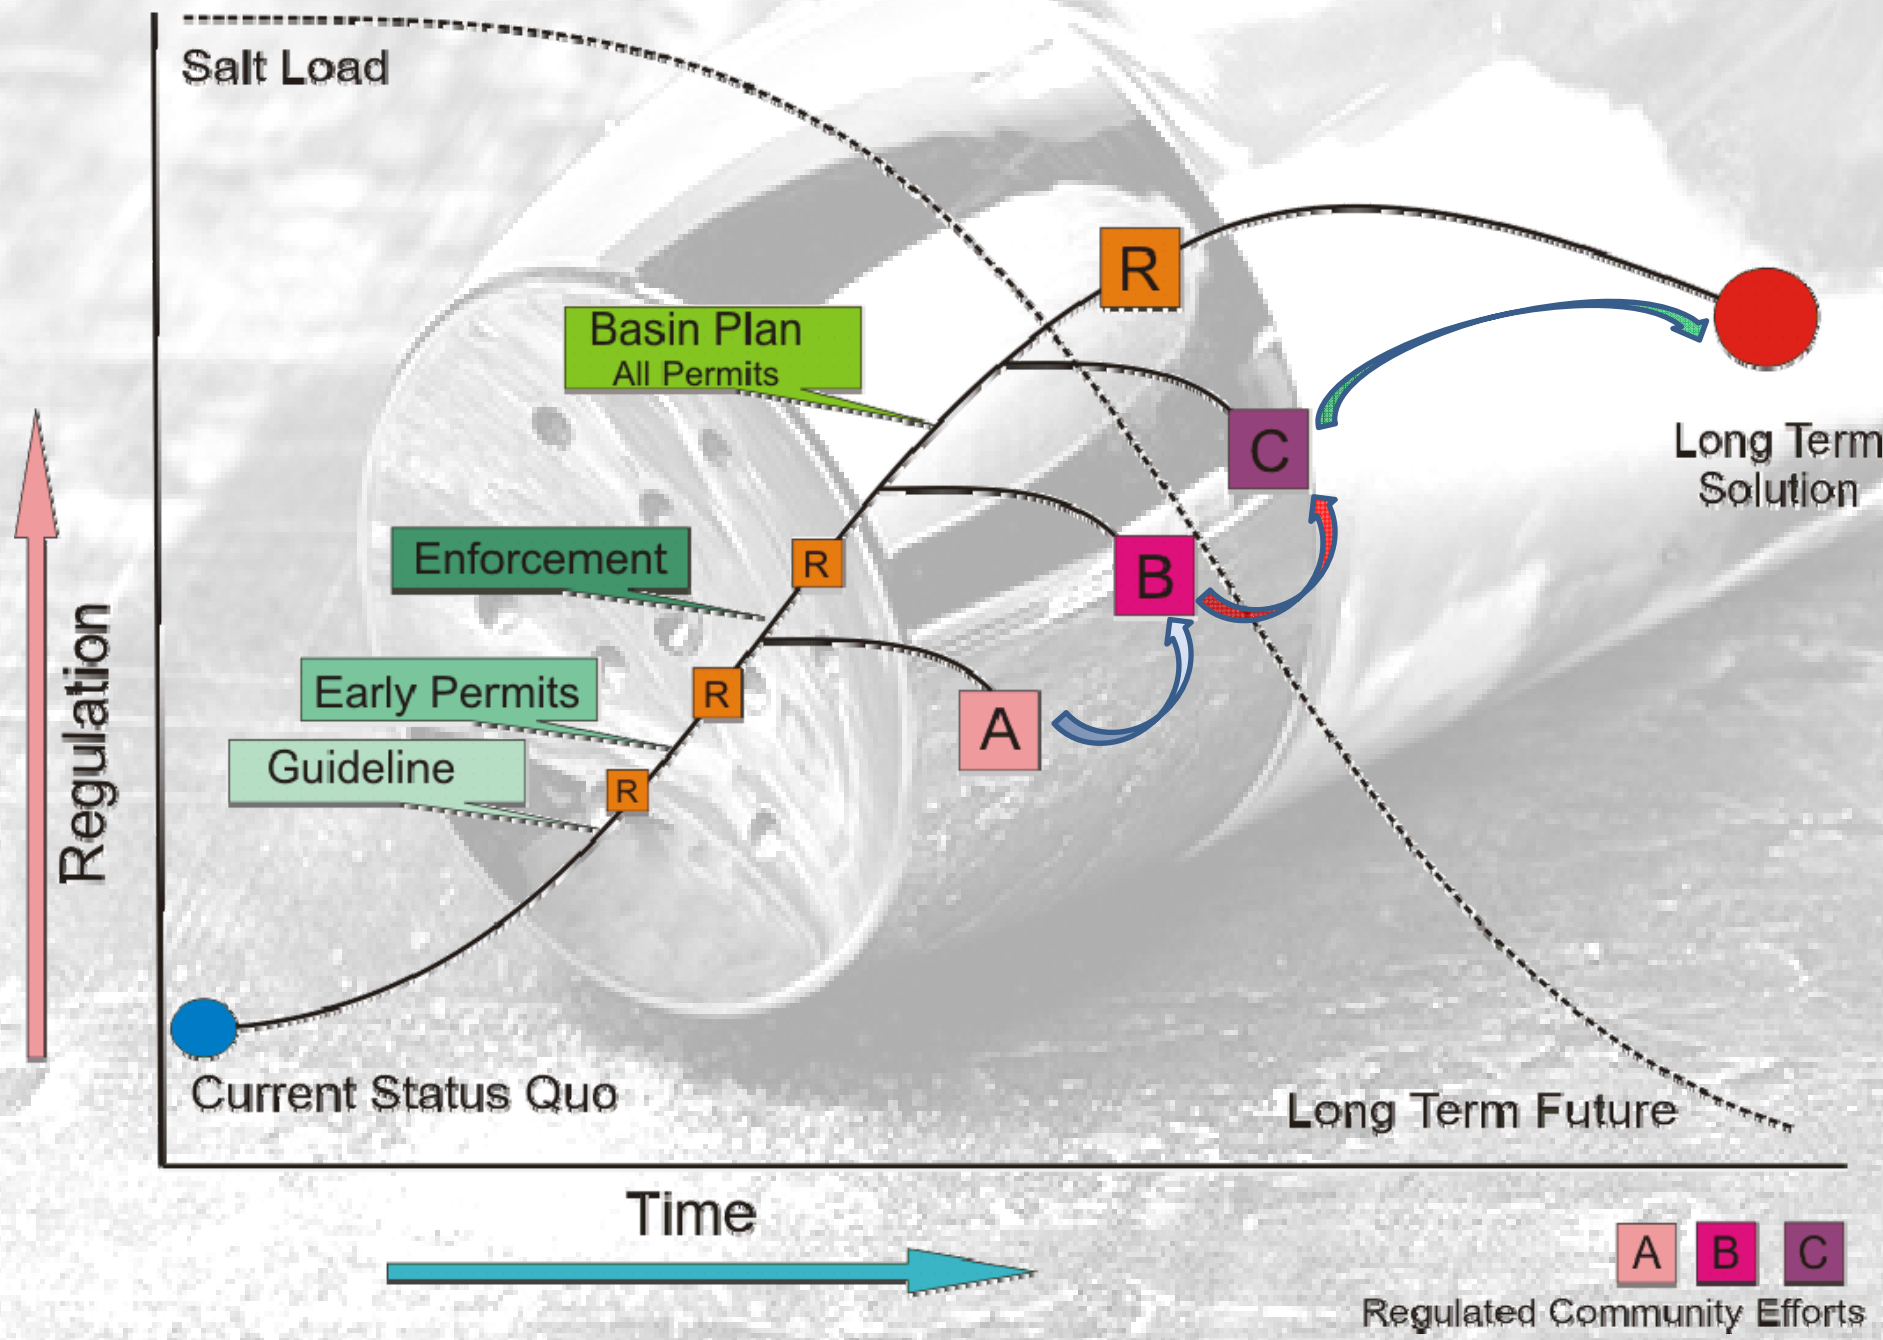 Salt Load
R
Basin Plan
All Permits
C
Long Term
Solution
Enforcement
R
B
Early Permits
R
A
Guideline
R
Regulation
Current Status Quo
Long Term Future
Time
A B C
Regulated Community Efforts